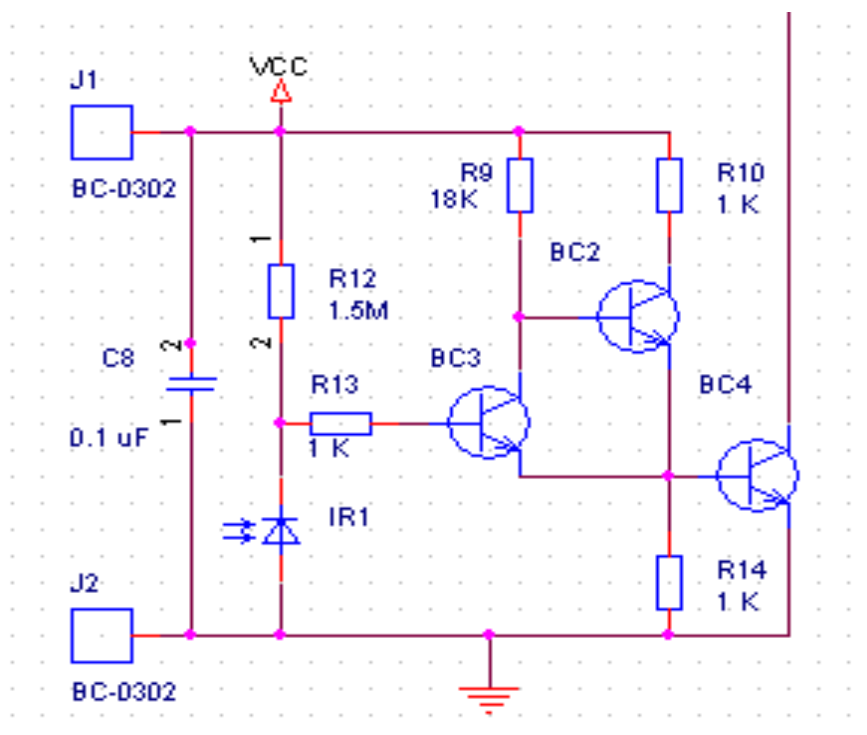 J1
VCC
BC-0302
R9
18K
R10
1 K
BC2
1
R12
1.5M
2
2
C8
BC3
R13
BC4
1
0.1 uF
1 K
IR1
J2
R14
1 K
BC-0302